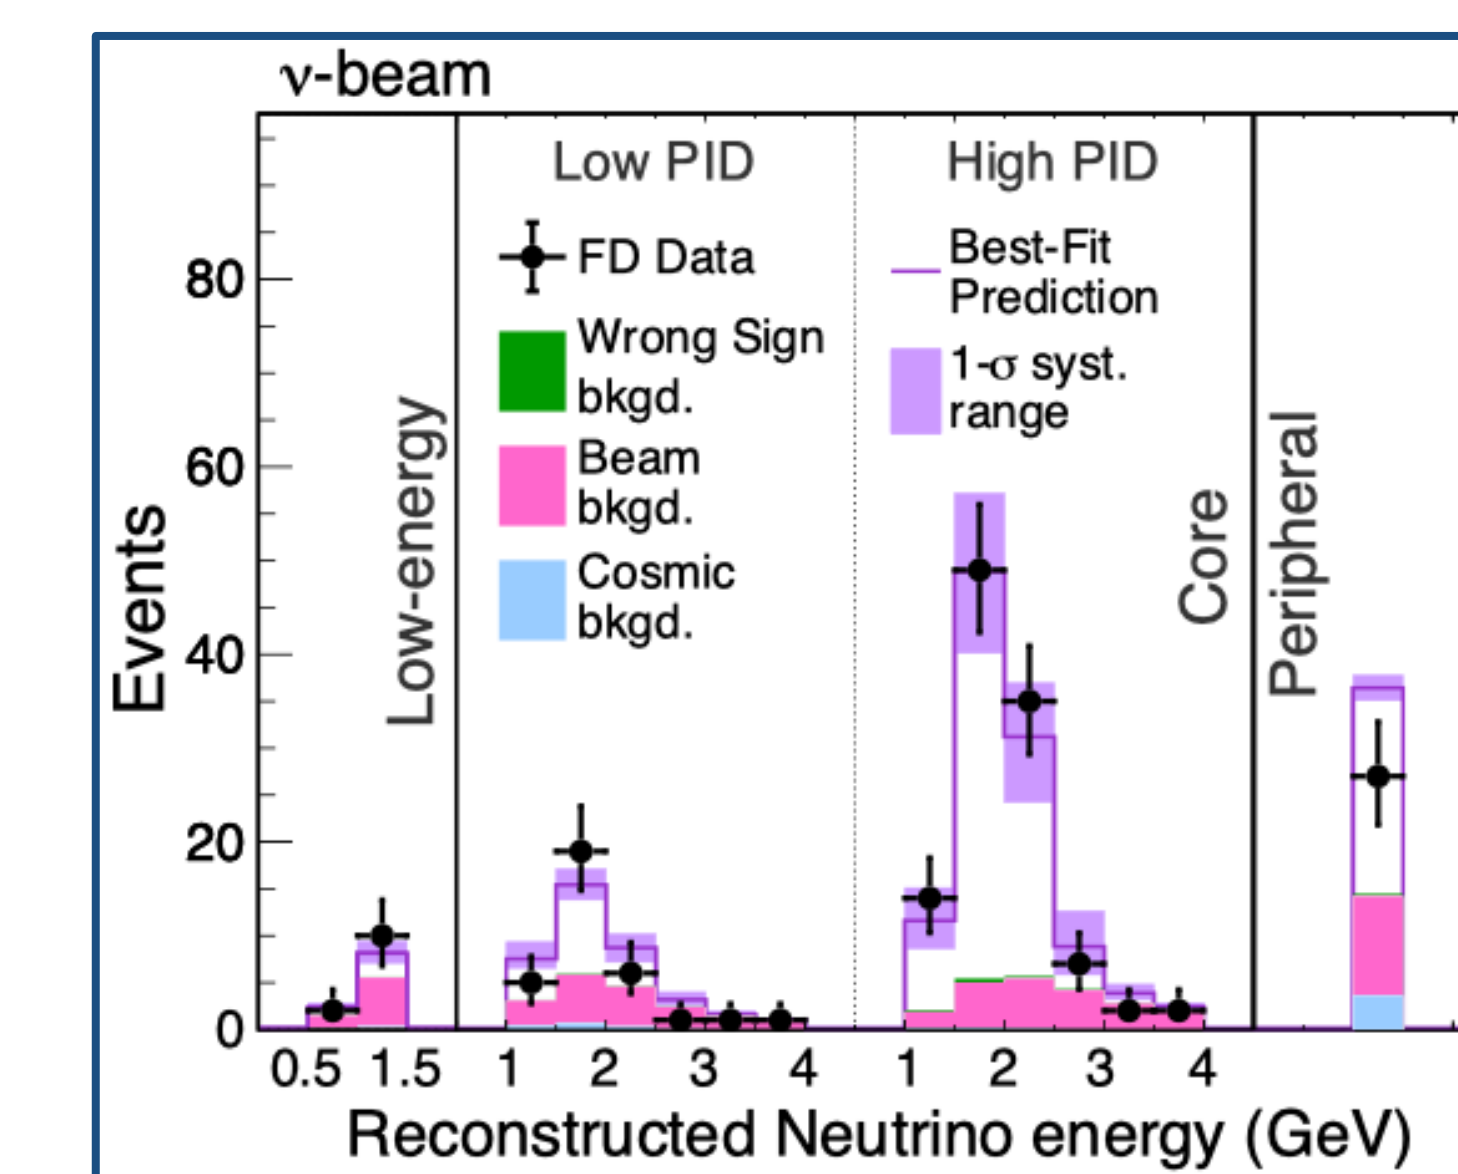 ν-beam
Low PID
High PID
FD Data
Wrong Sign
bkgd.
Beam
bkgd.
Cosmic
bkgd.
Best-Fit
Prediction
1-σ syst.
range
Low-energy
Core
Peripheral
Events
80
60
40
20
0
0.5 1.5 1 2 3 4 1 2 3 4
Reconstructed Neutrino energy (GeV)